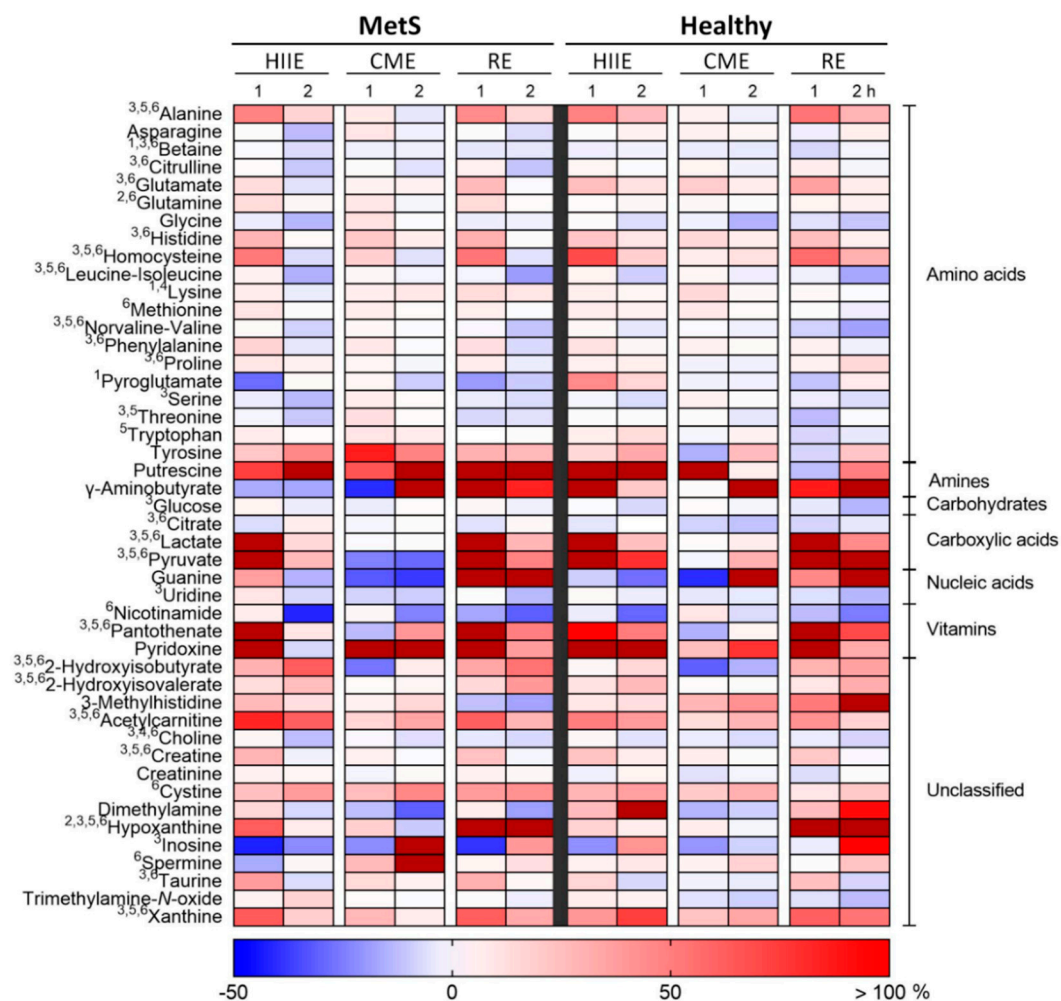 MetS Healthy
HIIE CME RE HIIE CME RE
1 2 1 2 1 2 1 2 1 2 1 2 h
3,5,6Alanine
Asparagine
1,3,6Betaine
3,6Citrulline
3,6Glutamate
2,6Glutamine
Glycine
3,6Histidine
3,5,6Homocysteine
3,5,6Leucine-Isoleucine
Amino acids
1,4Lysine
6Methionine
3,5,6Norvaline-Valine
3,6Phenylalanine
3,6Proline
1Pyroglutamate
3Serine
3,5Threonine
5Tryptophan
Tyrosine
Putrescine
γ-Aminobutyrate
Amines
3Glucose
Carbohydrates
3,6Citrate
3,5,6Lactate
Carboxylic acids
3,5,6Pyruvate
Guanine
Nucleic acids
3Uridine
6Nicotinamide
3,5,6Pantothenate
Vitamins
Pyridoxine
3,5,62-Hydroxyisobutyrate
3,5,62-Hydroxyisovalerate
3-Methylhistidine
3,5,6Acetylcarnitine
3,4,6Choline
3,5,6Creatine
Creatinine
6Cystine
Unclassified
Dimethylamine
2,3,5,6Hypoxanthine
3Inosine
6Spermine
3,6Taurine
Trimethylamine-N-oxide
3,5,6Xanthine
-50 0 50 > 100 %